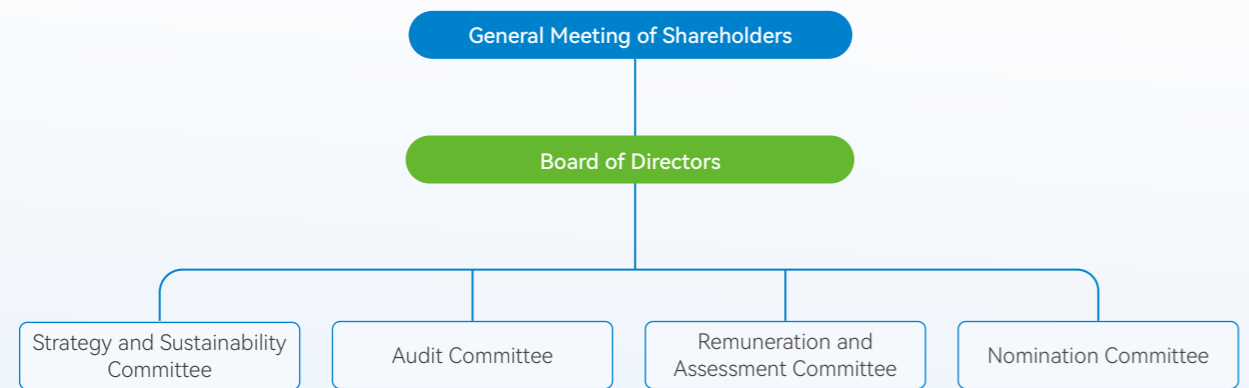 General Meeting of Shareholders
Board of Directors
Strategy and Sustainability
Committee
Audit Committee
Remuneration and
Assessment Committee
Nomination Committee